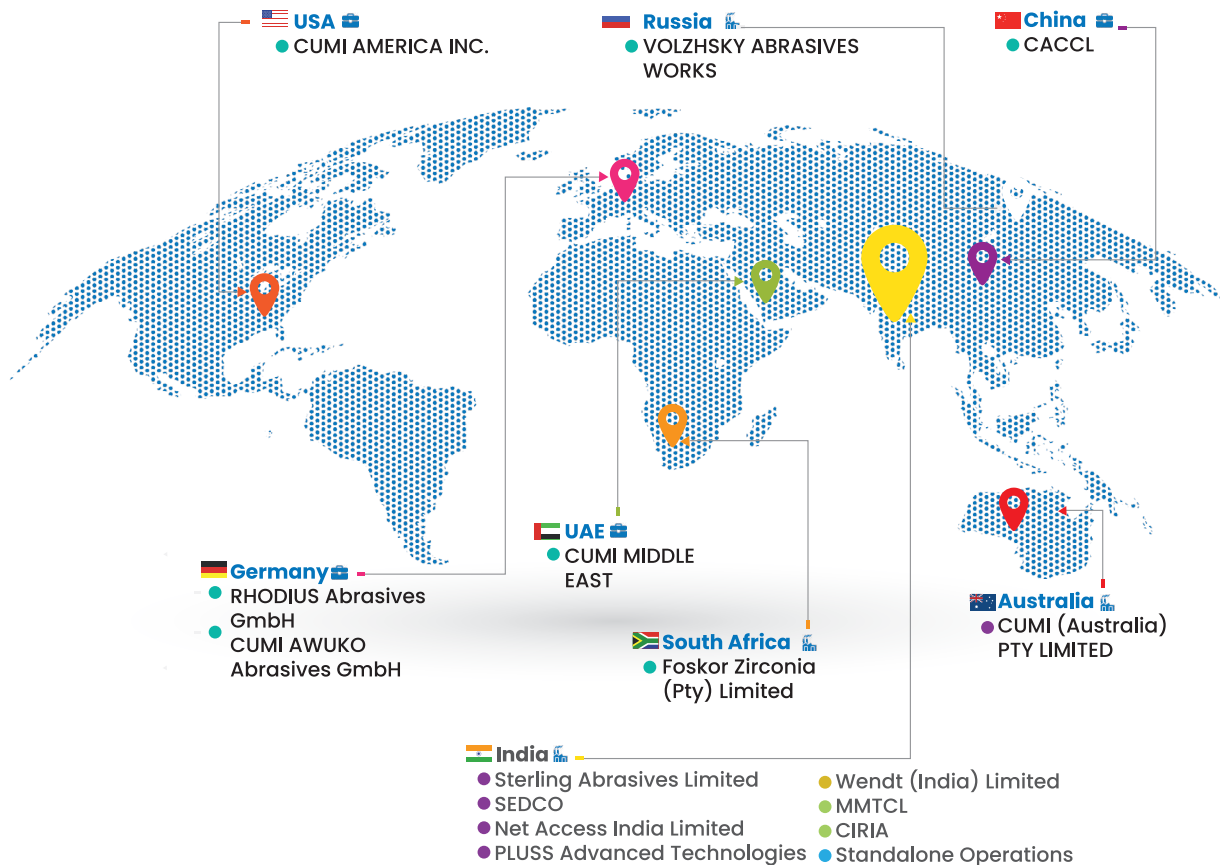 USA
CUMI AMERICA INC.
Russia
VOLZHSKY ABRASIVES
WORKS
China
CACCL
UAE
CUMI MIDDLE
EAST
Germany
RHODIUS Abrasives
GmbH
CUMI AWUKO
Abrasives GmbH
South Africa
Foskor Zirconia
(Pty) Limited
Australia
CUMI (Australia)
PTY LIMITED
India
Sterling Abrasives Limited
SEDCO
Net Access India Limited
PLUSS Advanced Technologies
Wendt (India) Limited
MMTCL
CIRIA
Standalone Operations